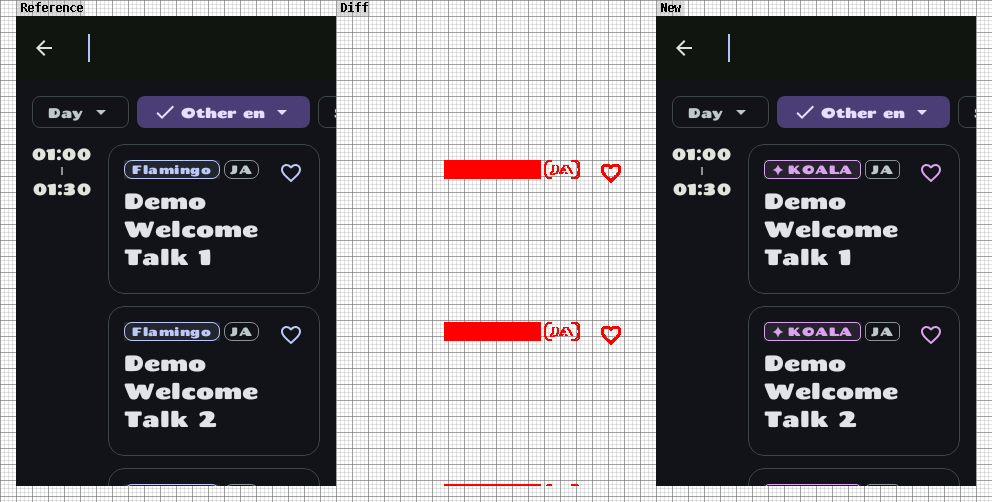 Reference
Diff
New
Day
Other en
01:00
01:30
Flamingo
JA
Demo
Welcome
Talk 1
Flamingo
JA
Demo
Welcome
Talk 2
Day
Other en
01:00
01:30
KOALA
JA
Demo
Welcome
Talk 1
KOALA
JA
Demo
Welcome
Talk 2